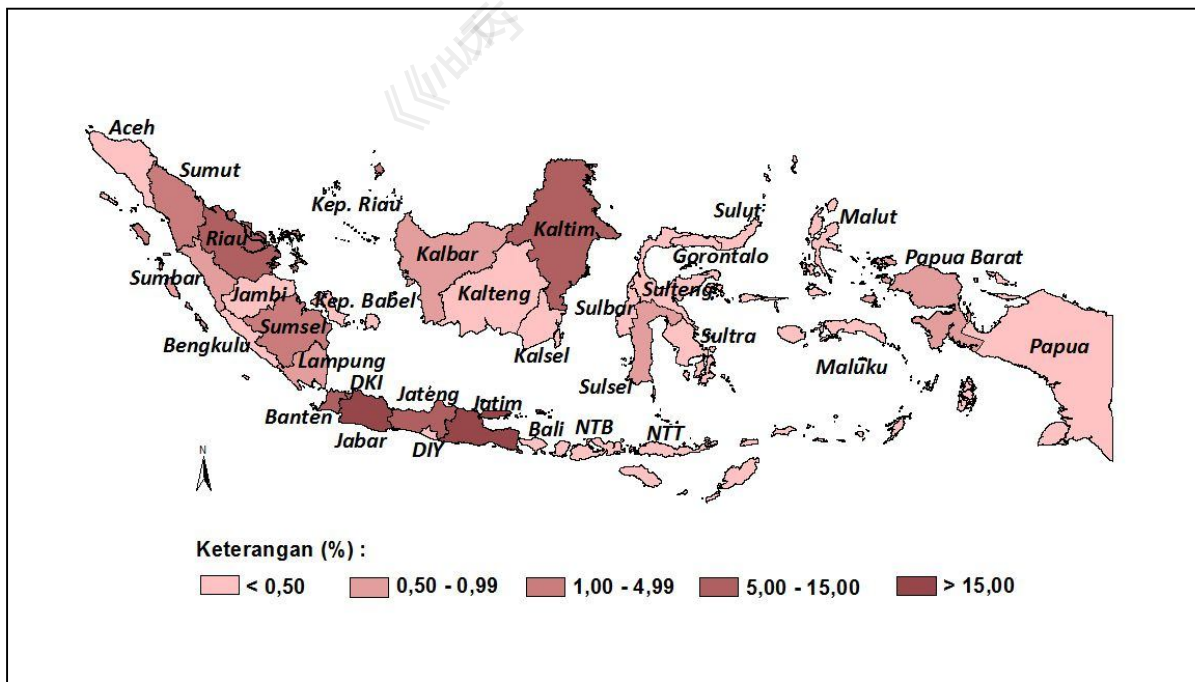 Aceh
Sumut
Kep. Riau
Riau
Sumbar
Jambi
Kep. Babel
Sumsel
Bengkulu
Lampung
DKI
Banten
Jabar
Jateng
DIY
Jatim
Bali
NTB
NTT
Kalbar
Kalteng
Kaltim
Kalsel
Sulut
Gorontalo
Sulteng
Sulbar
Sultra
Sulsel
Malut
Maluku
Papua Barat
Papua
N
Keterangan (%) :
< 0,50
0,50 - 0,99
1,00 - 4,99
5,00 - 15,00
> 15,00